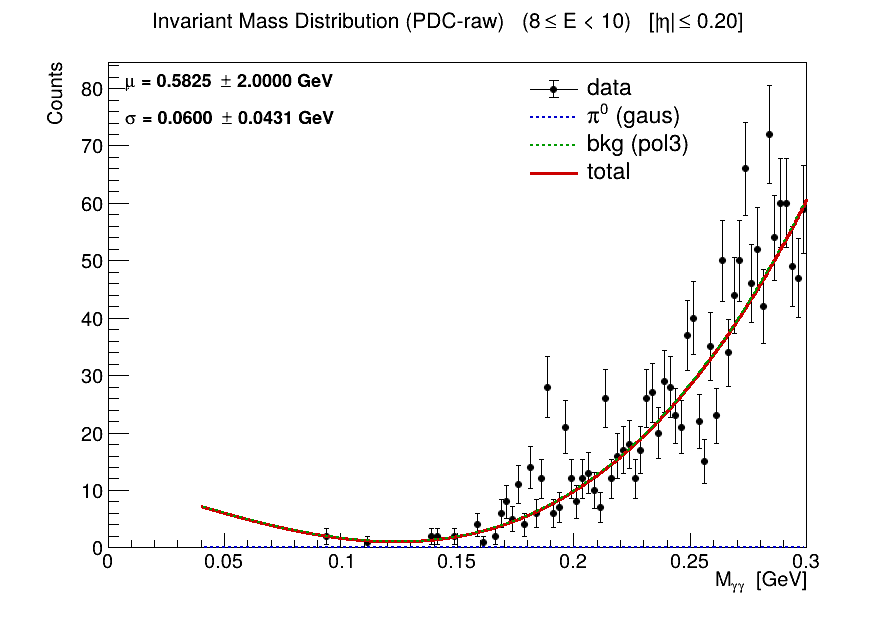 Invariant Mass Distribution (PDC-raw) (8 ≤ E < 10) [|η| ≤ 0.20]
Counts
μ = 0.5825 ± 2.0000 GeV
σ = 0.0600 ± 0.0431 GeV
data
π⁰ (gaus)
bkg (pol3)
total
80
70
60
50
40
30
20
10
0
0 0.05 0.1 0.15 0.2 0.25 0.3
Mγγ [GeV]